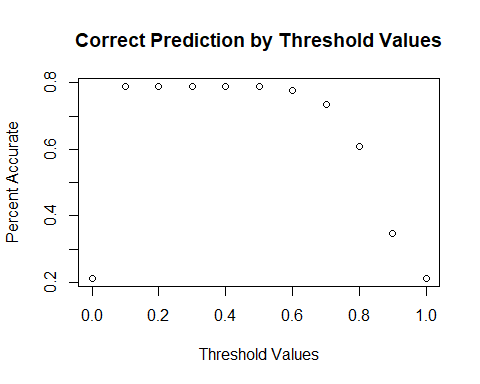 Correct Prediction by Threshold Values
Percent Accurate
0.8
0.6
0.4
0.2
0.0 0.2 0.4 0.6 0.8 1.0
Threshold Values